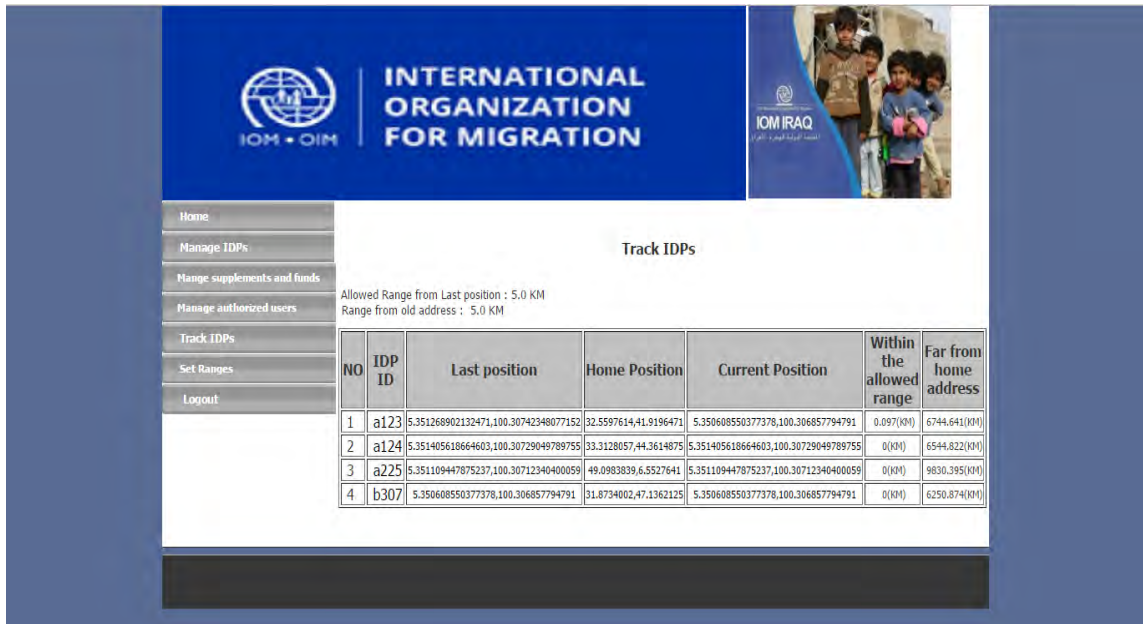 INTERNATIONAL
ORGANIZATION
FOR MIGRATION
IOM • OIM
IOM IRAQ
Home
Manage IDPs
Mange supplements and funds
Manage authorized users
Track IDPs
Set Ranges
Logout
Track IDPs
Allowed Range from Last position : 5.0 KM
Range from old address : 5.0 KM
NO IDP ID Last position Home Position Current Position Within the allowed range Far from home address
1 a123 5.351268902132471,100.30742348077152 32.5597614,41.9196471 5.350608550377378,100.306857794791 0.097(KM) 6744.641(KM)
2 a124 5.351405618664603,100.30729049789755 33.3128057,44.3614875 5.351405618664603,100.30729049789755 0(KM) 6544.822(KM)
3 a225 5.351109447875237,100.30712340400059 49.0983839,6.5527641 5.351109447875237,100.30712340400059 0(KM) 9830.395(KM)
4 b307 5.350608550377378,100.306857794791 31.8734002,47.1362125 5.350608550377378,100.306857794791 0(KM) 6250.874(KM)